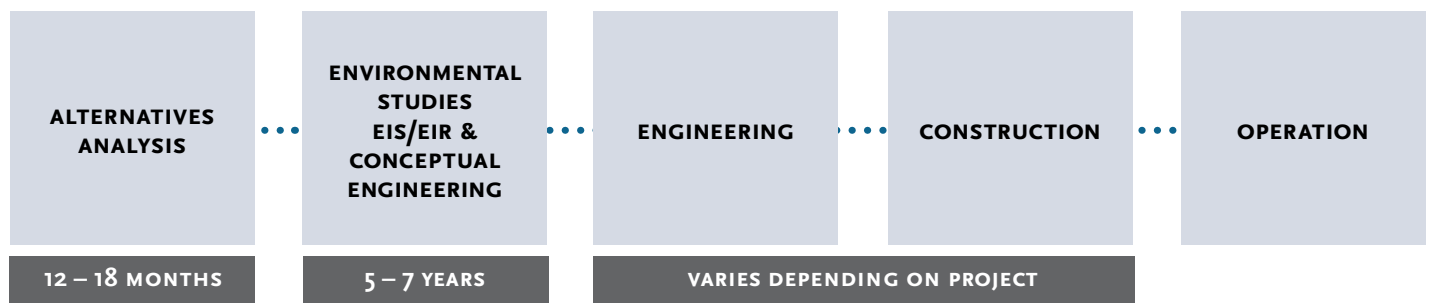 ALTERNATIVES
ANALYSIS
ENVIRONMENTAL
STUDIES
EIS/EIR &
CONCEPTUAL
ENGINEERING
ENGINEERING
CONSTRUCTION
OPERATION
12 – 18 MONTHS
5 – 7 YEARS
VARIES DEPENDING ON PROJECT